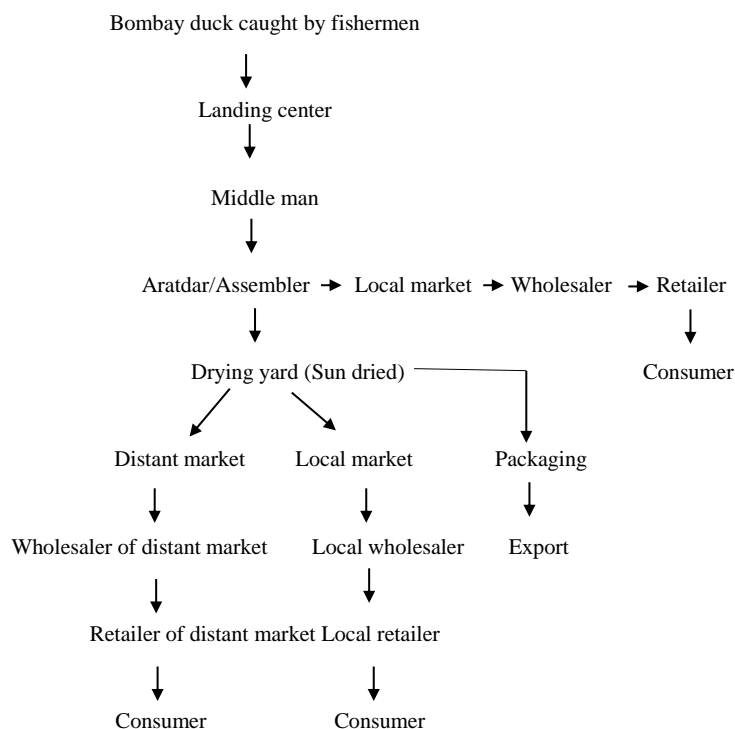 Bombay duck caught by fishermen
Landing center
Middle man
Aratdar/Assembler Local market Wholesaler Retailer
Drying yard (Sun dried) Consumer
Distant market Local market Packaging
Wholesaler of distant market Local wholesaler Export
Retailer of distant market Local retailer
Consumer Consumer